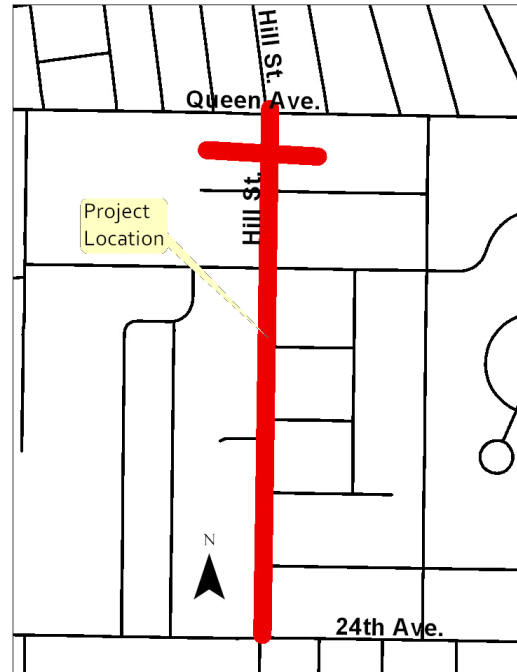 Hill St.
Queen Ave.
Hill St.
Project
Location
N
24th Ave.